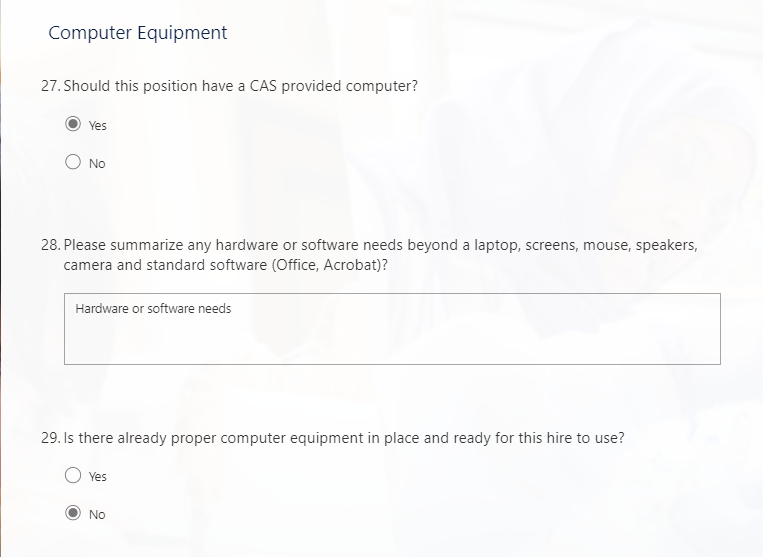 Computer Equipment
27. Should this position have a CAS provided computer?
Yes
No
28. Please summarize any hardware or software needs beyond a laptop, screens, mouse, speakers,
camera and standard software (Office, Acrobat)?
Hardware or software needs
29. Is there already proper computer equipment in place and ready for this hire to use?
Yes
No